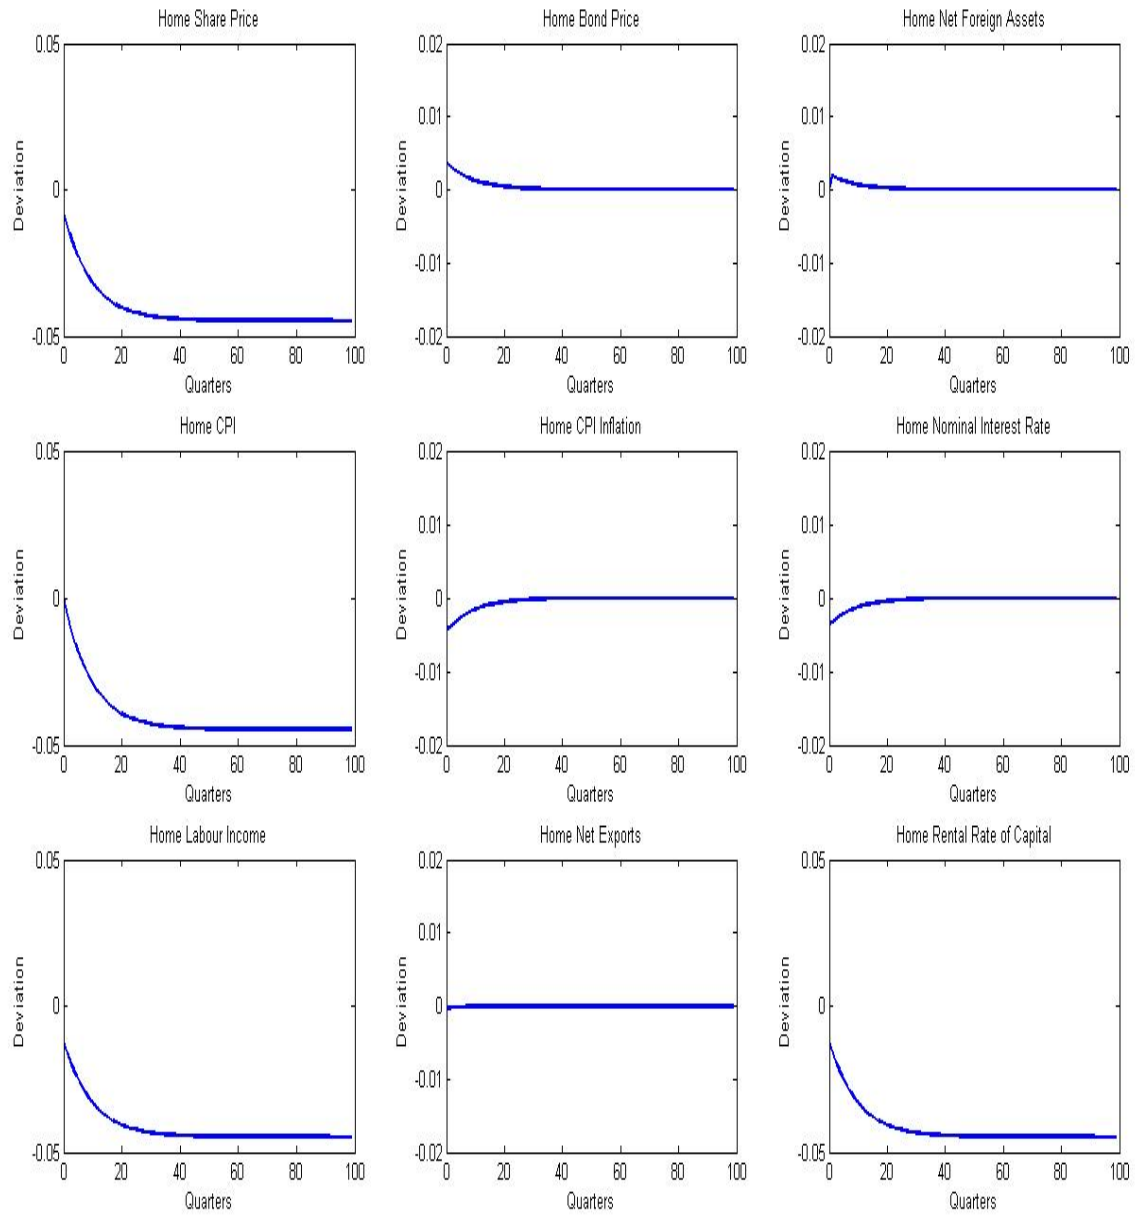 Home Share Price
0.05
0
-0.05
Deviation
0 20 40 60 80 100
Quarters
Home Bond Price
0.02
0.01
0
-0.01
-0.02
Deviation
0 20 40 60 80 100
Quarters
Home Net Foreign Assets
0.02
0.01
0
-0.01
-0.02
Deviation
0 20 40 60 80 100
Quarters
Home CPI
0.05
0
-0.05
Deviation
0 20 40 60 80 100
Quarters
Home CPI Inflation
0.02
0.01
0
-0.01
-0.02
Deviation
0 20 40 60 80 100
Quarters
Home Nominal Interest Rate
0.02
0.01
0
-0.01
-0.02
Deviation
0 20 40 60 80 100
Quarters
Home Labour Income
0.05
0
-0.05
Deviation
0 20 40 60 80 100
Quarters
Home Net Exports
0.02
0.01
0
-0.01
-0.02
Deviation
0 20 40 60 80 100
Quarters
Home Rental Rate of Capital
0.05
0
-0.05
Deviation
0 20 40 60 80 100
Quarters